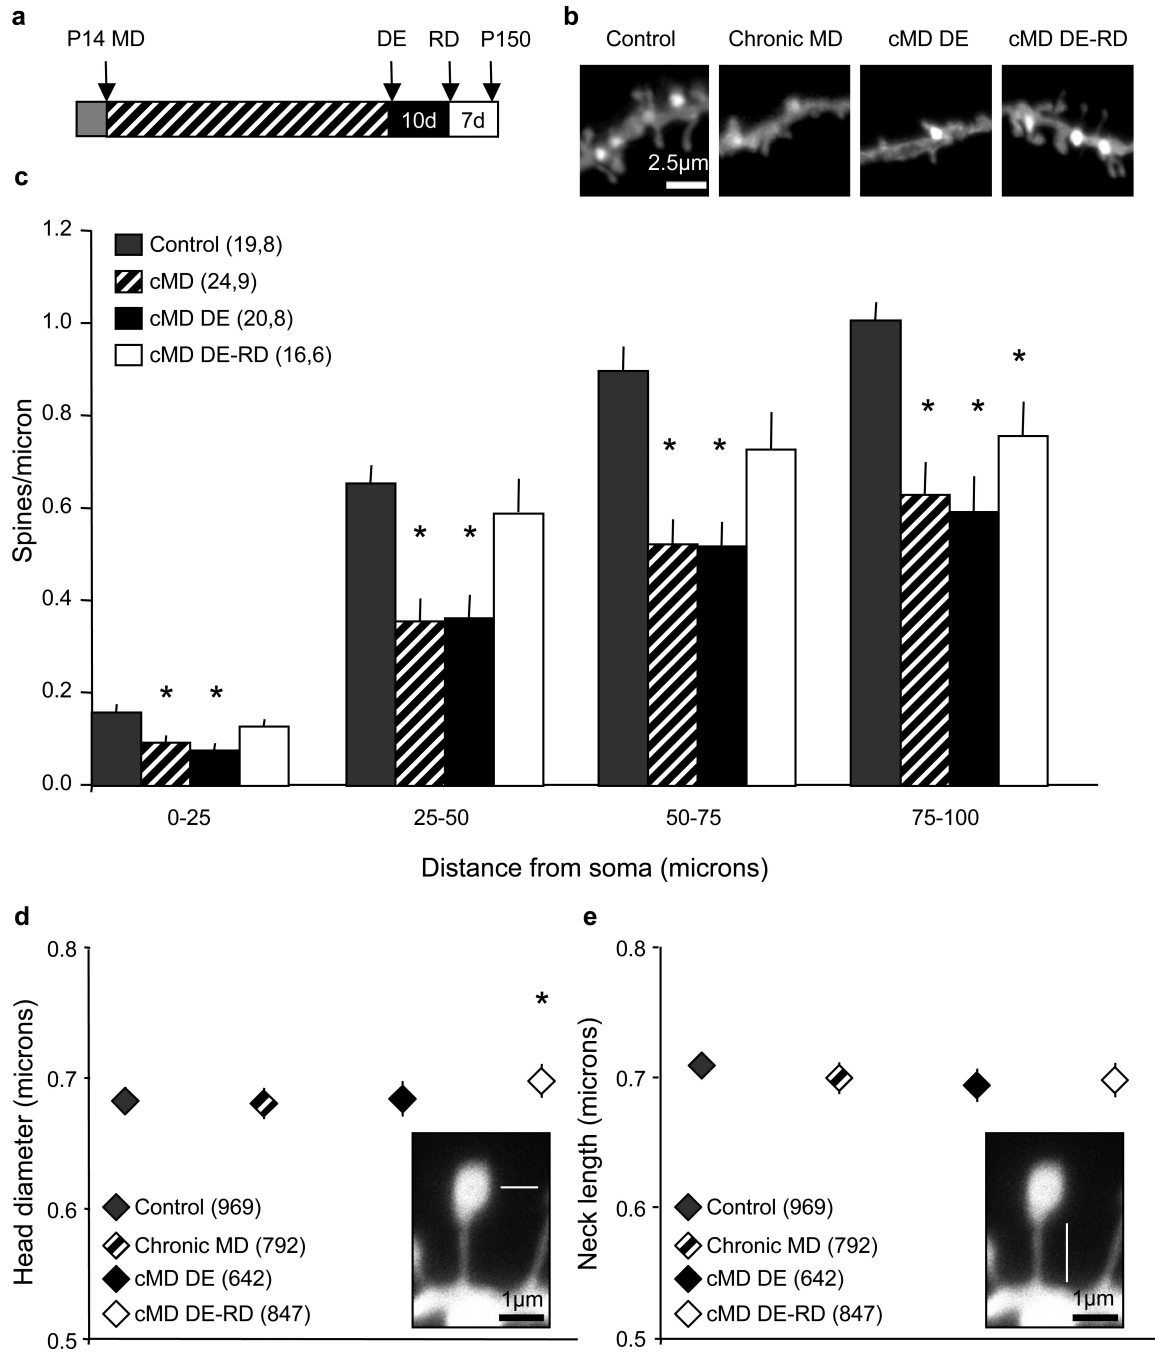 a
P14 MD DE RD P150
10d 7d
b
Control Chronic MD cMD DE cMD DE-RD
2.5µm
c
1.2
1.0
0.8
0.6
0.4
0.2
0.0
Spines/micron
Control (19,8)
cMD (24,9)
cMD DE (20,8)
cMD DE-RD (16,6)
* * * * * * * * *
0-25 25-50 50-75 75-100
Distance from soma (microns)
d
0.8
0.7
0.6
0.5
Head diameter (microns)
*
Control (969)
Chronic MD (792)
cMD DE (642)
cMD DE-RD (847)
1µm
e
0.8
0.7
0.6
0.5
Neck length (microns)
Control (969)
Chronic MD (792)
cMD DE (642)
cMD DE-RD (847)
1µm